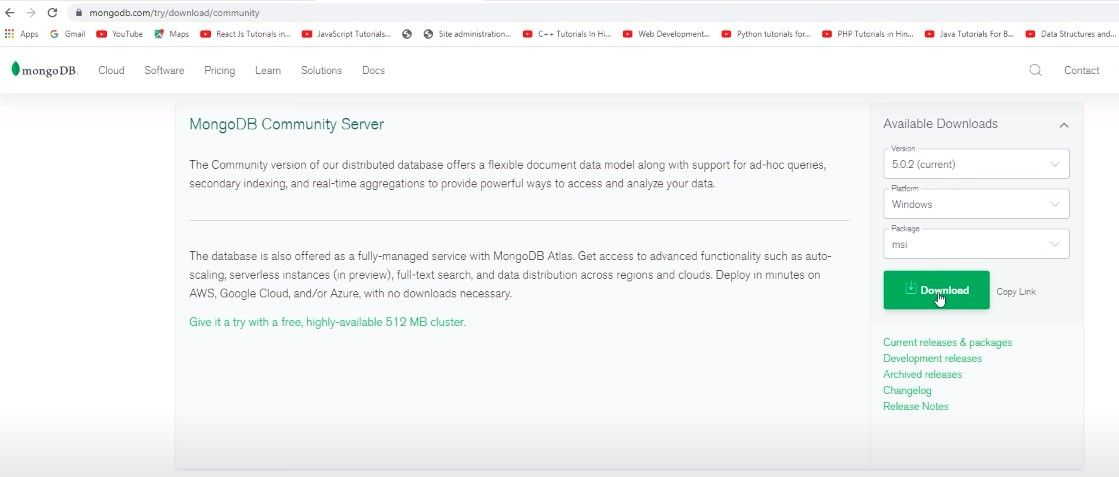 mongodb.com/try/download/community
Apps Gmail YouTube Maps React Js Tutorials in... JavaScript Tutorials... Site administration... C++ Tutorials In Hi... Web Development... Python tutorials for... PHP Tutorials in Hin... Java Tutorials For B... Data Structures and...
mongoDB. Cloud Software Pricing Learn Solutions Docs Contact
MongoDB Community Server
The Community version of our distributed database offers a flexible document data model along with support for ad-hoc queries,
secondary indexing, and real-time aggregations to provide powerful ways to access and analyze your data.
The database is also offered as a fully-managed service with MongoDB Atlas. Get access to advanced functionality such as auto-
scaling, serverless instances (in preview), full-text search, and data distribution across regions and clouds. Deploy in minutes on
AWS, Google Cloud, and/or Azure, with no downloads necessary.
Give it a try with a free, highly-available 512 MB cluster.
Available Downloads
Version
5.0.2 (current)
Platform
Windows
Package
msi
Download Copy Link
Current releases & packages
Development releases
Archived releases
Changelog
Release Notes